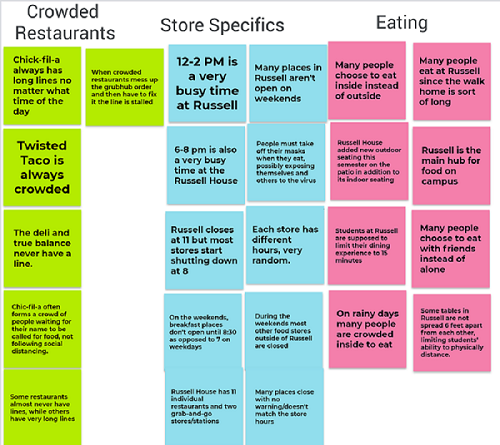 Crowded
Restaurants
Store Specifics
Eating
Chick-fil-a
always has
long lines no
matter what
time of the
day
When crowded
restaurants mess up
the grubhub order
and then have to fix
it the line is stalled
Twisted
Taco is
always
crowded
The deli and
true balance
never have a
line.
Chic-fil-a often
forms a crowd of
people waiting for
their name to be
called for food, not
following social
distancing.
Some restaurants
almost never have
lines, while others
have very long lines
12-2 PM is
a very
busy time
at Russell
Many places in
Russell aren't
open on
weekends
6-8 pm is also
a very busy
time at the
Russell House
People must take
off their masks
when they eat,
possibly exposing
themselves and
others to the virus
Russell closes
at 11 but most
stores start
shutting down
at 8
Each store has
different
hours, very
random.
On the weekends,
breakfast places
don't open until 8:30
as opposed to 7 on
weekdays
During the
weekends most
other food stores
outside of Russell
are closed
Russell House has 11
individual
restaurants and two
grab-and-go
stores/stations
Many places close
with no
warning/doesn't
match the store
hours
Many people
choose to eat
inside instead
of outside
Many people
eat at Russell
since the walk
home is sort
of long
Russell House
added new outdoor
seating this
semester on the
patio in addition to
its indoor seating
Russell is the
main hub for
food on
campus
Students at Russell
are supposed to
limit their dining
experience to 15
minutes
Many people
choose to eat
with friends
instead of
alone
On rainy days
many people
are crowded
inside to eat
Some tables in
Russell are not
spread 6 feet apart
from each other,
limiting students'
ability to physically
distance.